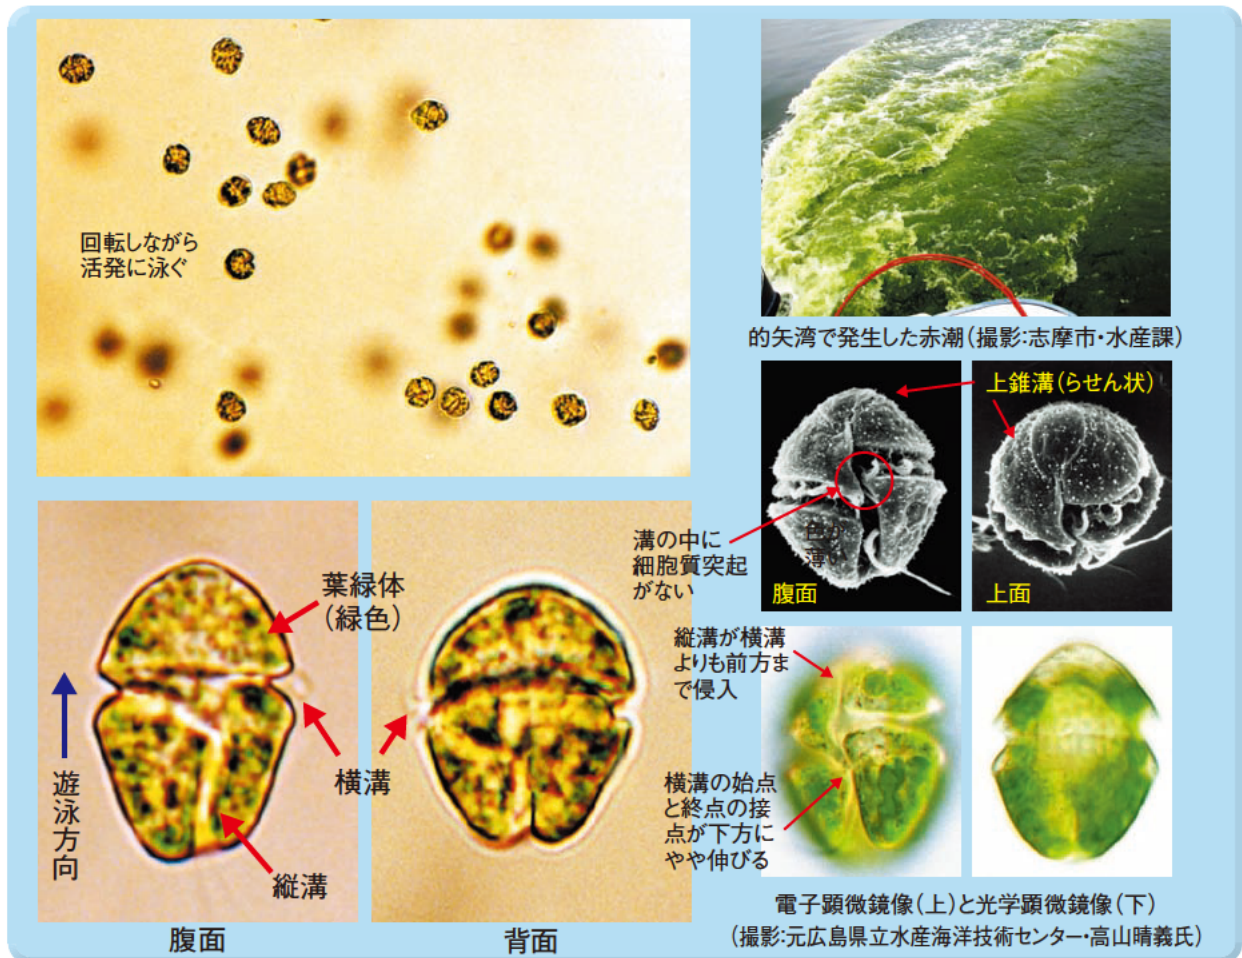 回転しながら
活発に泳ぐ
的矢湾で発生した赤潮(撮影:志摩市・水産課)
上錐溝(らせん状)
溝の中に
細胞質突起
がない
色が
薄い
腹面
上面
葉緑体
(緑色)
遊泳方向
横溝
縦溝
腹面
背面
縦溝が横溝
よりも前方ま
で侵入
横溝の始点
と終点の接
点が下方に
やや伸びる
電子顕微鏡像(上)と光学顕微鏡像(下)
(撮影:元広島県立水産海洋技術センター・高山晴義氏)